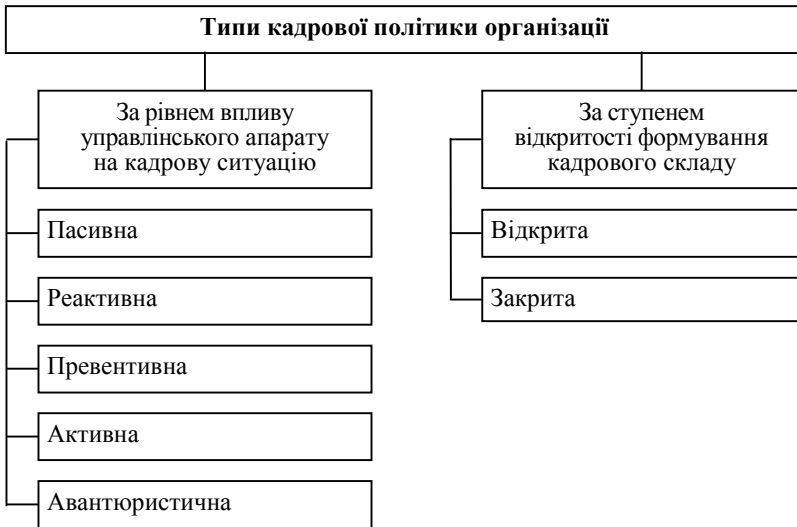 Типи кадрової політики організації
За рівнем впливу
управлінського апарату
на кадрову ситуацію
Пасивна
Реактивна
Превентивна
Активна
Авантюристична
За ступенем
відкритості формування
кадрового складу
Відкрита
Закрита